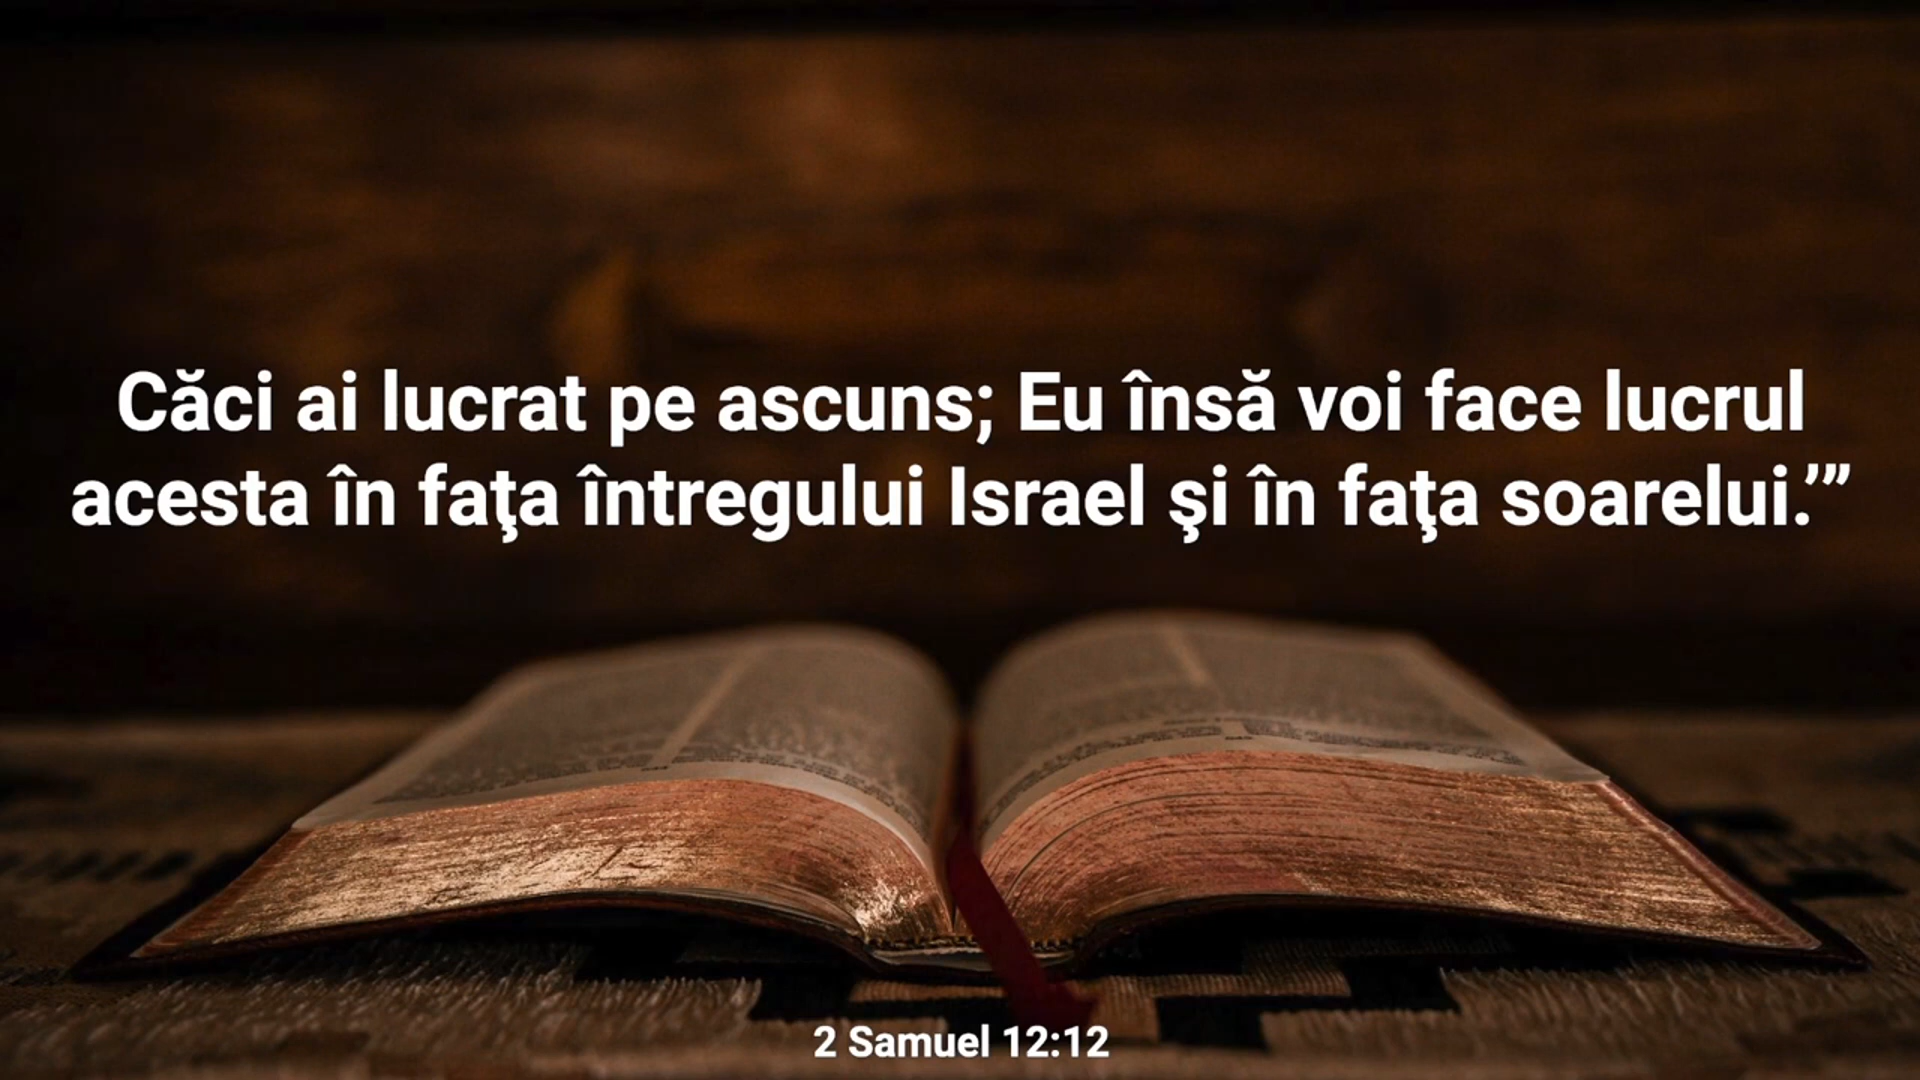 Căci ai lucrat pe ascuns; Eu însă voi face lucrul
acesta în faţa întregului Israel şi în faţa soarelui.’”
2 Samuel 12:12